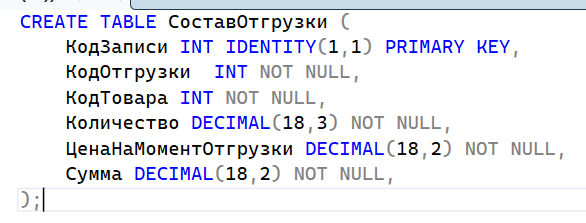 CREATE TABLE СоставОтгрузки (
КодЗаписи INT IDENTITY(1,1) PRIMARY KEY,
КодОтгрузки  INT NOT NULL,
КодТовара INT NOT NULL,
Количество DECIMAL(18,3) NOT NULL,
ЦенаНаМоментОтгрузки DECIMAL(18,2) NOT NULL,
Сумма DECIMAL(18,2) NOT NULL,
);